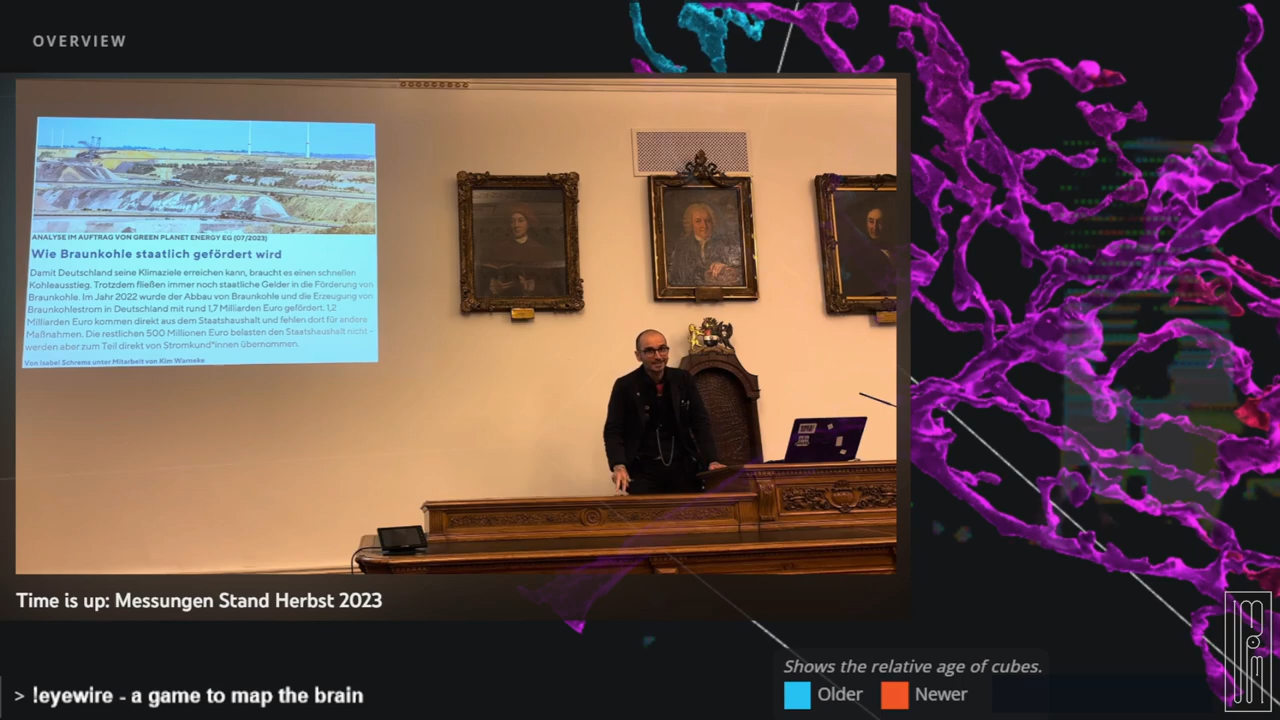 OVERVIEW
ANALYSE IM AUFTRAG VON GREEN PLANET ENERGY EG (07/2023)
Wie Braunkohle staatlich gefördert wird
Damit Deutschland seine Klimaziele erreichen kann, braucht es einen schnellen
Kohleausstieg. Trotzdem fließen immer noch staatliche Gelder in die Förderung von
Braunkohle. Im Jahr 2022 wurde der Abbau von Braunkohle und die Erzeugung von
Braunkohlestrom in Deutschland mit rund 1,7 Milliarden Euro gefördert. 1,2
Milliarden Euro kommen direkt aus dem Staatshaushalt und fehlen dort für andere
Maßnahmen. Die restlichen 500 Millionen Euro belasten den Staatshaushalt nicht –
werden aber zum Teil direkt von Stromkund*innen übernommen.
Von Isabel Schrems unter Mitarbeit von Kim Warneke
Time is up: Messungen Stand Herbst 2023
> !eyewire - a game to map the brain
Shows the relative age of cubes.
Older Newer